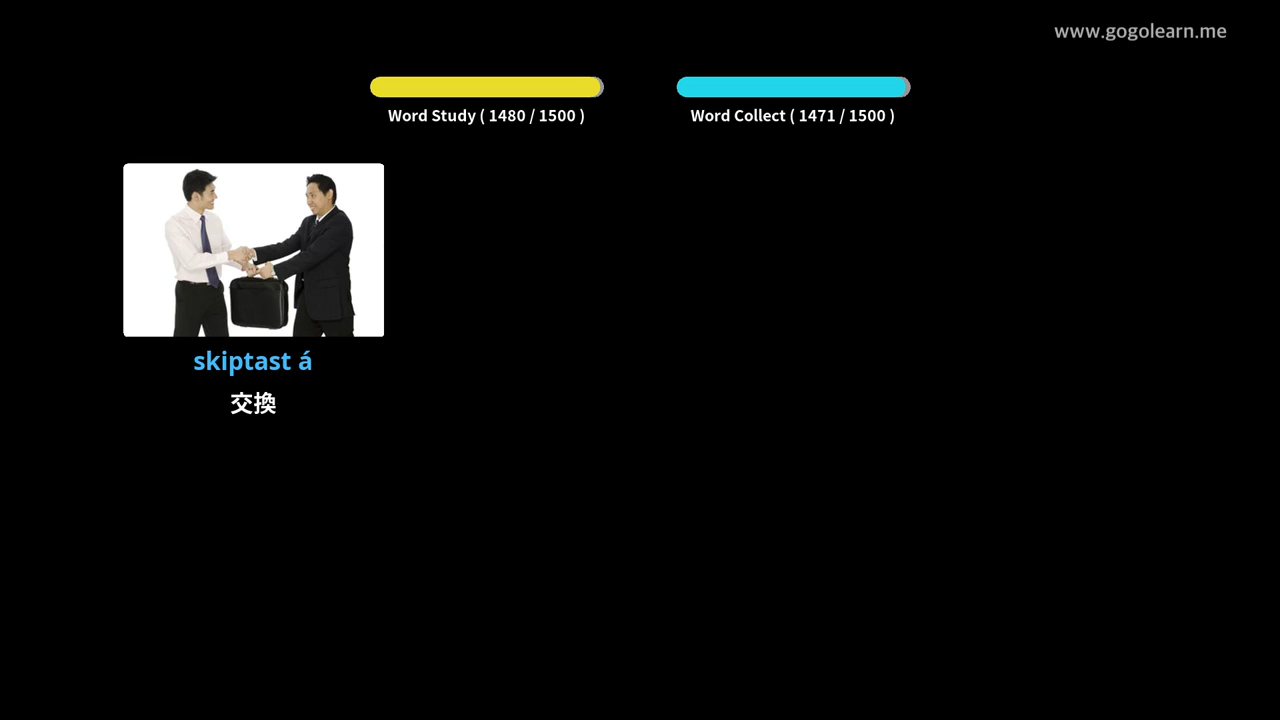 www.gogolearn.me
Word Study ( 1480 / 1500 )
Word Collect ( 1471 / 1500 )
skiptast á
交換